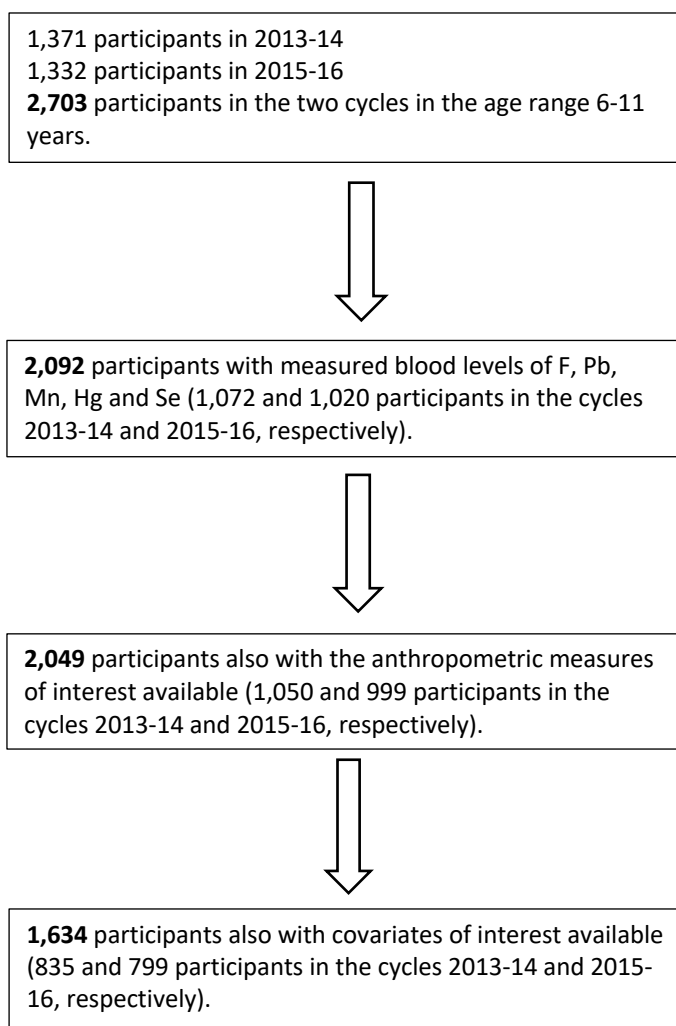 1,371 participants in 2013-14
1,332 participants in 2015-16
2,703 participants in the two cycles in the age range 6-11
years.
2,092 participants with measured blood levels of F, Pb,
Mn, Hg and Se (1,072 and 1,020 participants in the cycles
2013-14 and 2015-16, respectively).
2,049 participants also with the anthropometric measures
of interest available (1,050 and 999 participants in the
cycles 2013-14 and 2015-16, respectively).
1,634 participants also with covariates of interest available
(835 and 799 participants in the cycles 2013-14 and 2015-
16, respectively).